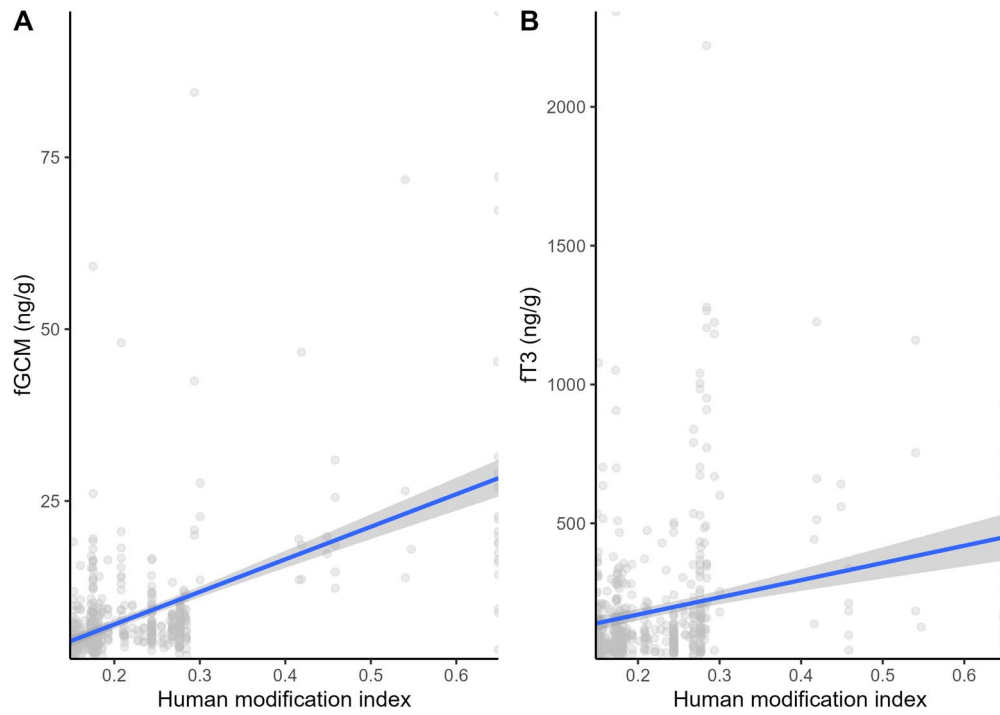 A
B
fGCM (ng/g)
75
50
25
0.2 0.3 0.4 0.5 0.6
Human modification index
fT3 (ng/g)
2000
1500
1000
500
0.2 0.3 0.4 0.5 0.6
Human modification index